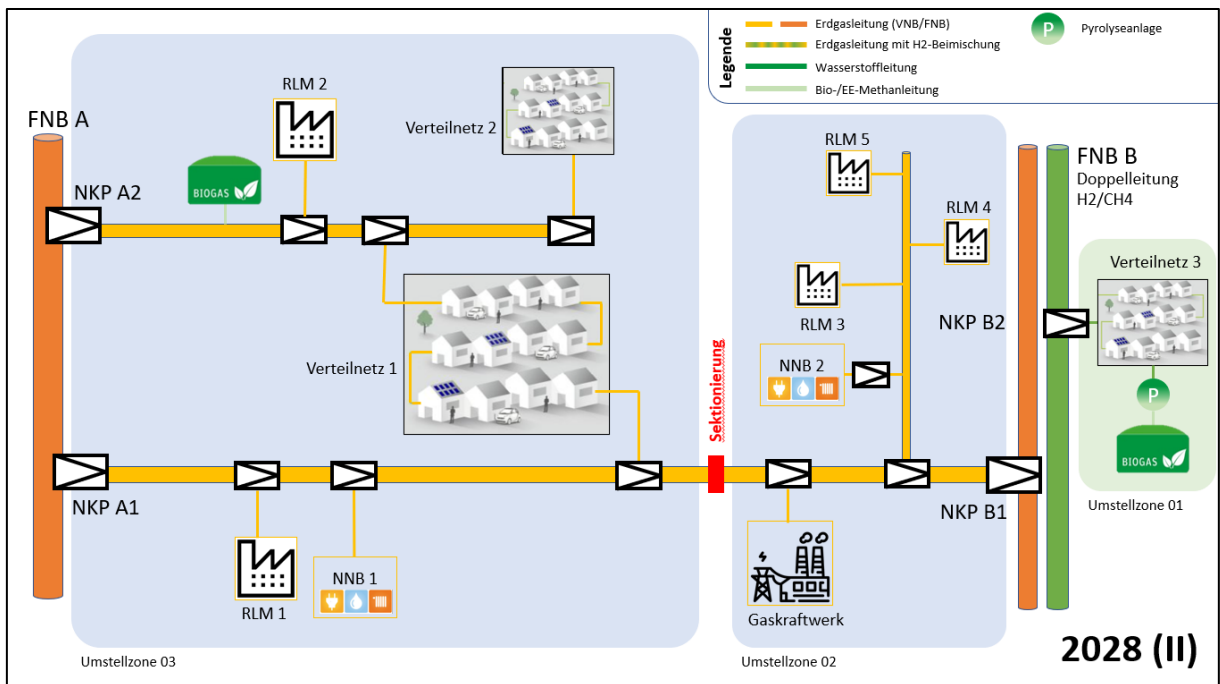 Legende
Erdgasleitung (VNB/FNB)
Erdgasleitung mit H2-Beimischung
Wasserstoffleitung
Bio-/EE-Methanleitung
P
Pyrolyseanlage
FNB A
NKP A2
BIOGAS
RLM 2
Verteilnetz 2
Verteilnetz 1
NKP A1
RLM 1
NNB 1
Umstellzone 03
Sektionierung
RLM 5
RLM 4
RLM 3
NNB 2
NKP B2
NKP B1
Gaskraftwerk
Umstellzone 02
FNB B
Doppelleitung
H2/CH4
Verteilnetz 3
P
BIOGAS
Umstellzone 01
2028 (II)